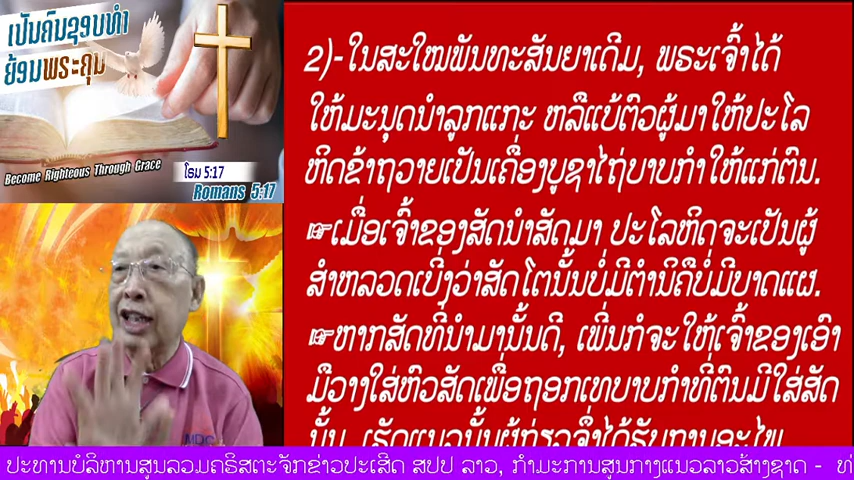 ເປັນຄົນຊອບທຳ
ຍ້ອນພຣະຄຸນ
Become Righteous Through Grace
ໂຣມ 5:17
Romans 5:17
2)-ໃນສະໃໝພັນທະສັນຍາເດີມ, ພຣະເຈົ້າໄດ້
ໃຫ້ມະນຸດນຳລູກແກະ ຫລືແບ້ຕົວຜູ້ມາໃຫ້ປະໂລ
ຫິດຂ້າຖວາຍເປັນເຄື່ອງບູຊາໄຖ່ບາບກຳໃຫ້ແກ່ຕົນ.
☞ເມື່ອເຈົ້າຂອງສັດນຳສັດມາ ປະໂລຫິດຈະເປັນຜູ້
ສຳຫລວດເບິ່ງວ່າສັດໂຕນັ້ນບໍ່ມີຕຳນິຄືບໍ່ມີບາດແຜ.
☞ຫາກສັດທີ່ນຳມານັ້ນດີ, ເພິ່ນກໍຈະໃຫ້ເຈົ້າຂອງເອົາ
ມືວາງໃສ່ຫົວສັດເພື່ອຖອກເທບາບກຳທີ່ຕົນມີໃສ່ສັດ
MDC
ປະທານບໍລິຫານສູນລວມຄຣິສຕະຈັກຂ່າວປະເສີດ ສປປ ລາວ, ກຳມະການສູນກາງແນວລາວສ້າງຊາດ -